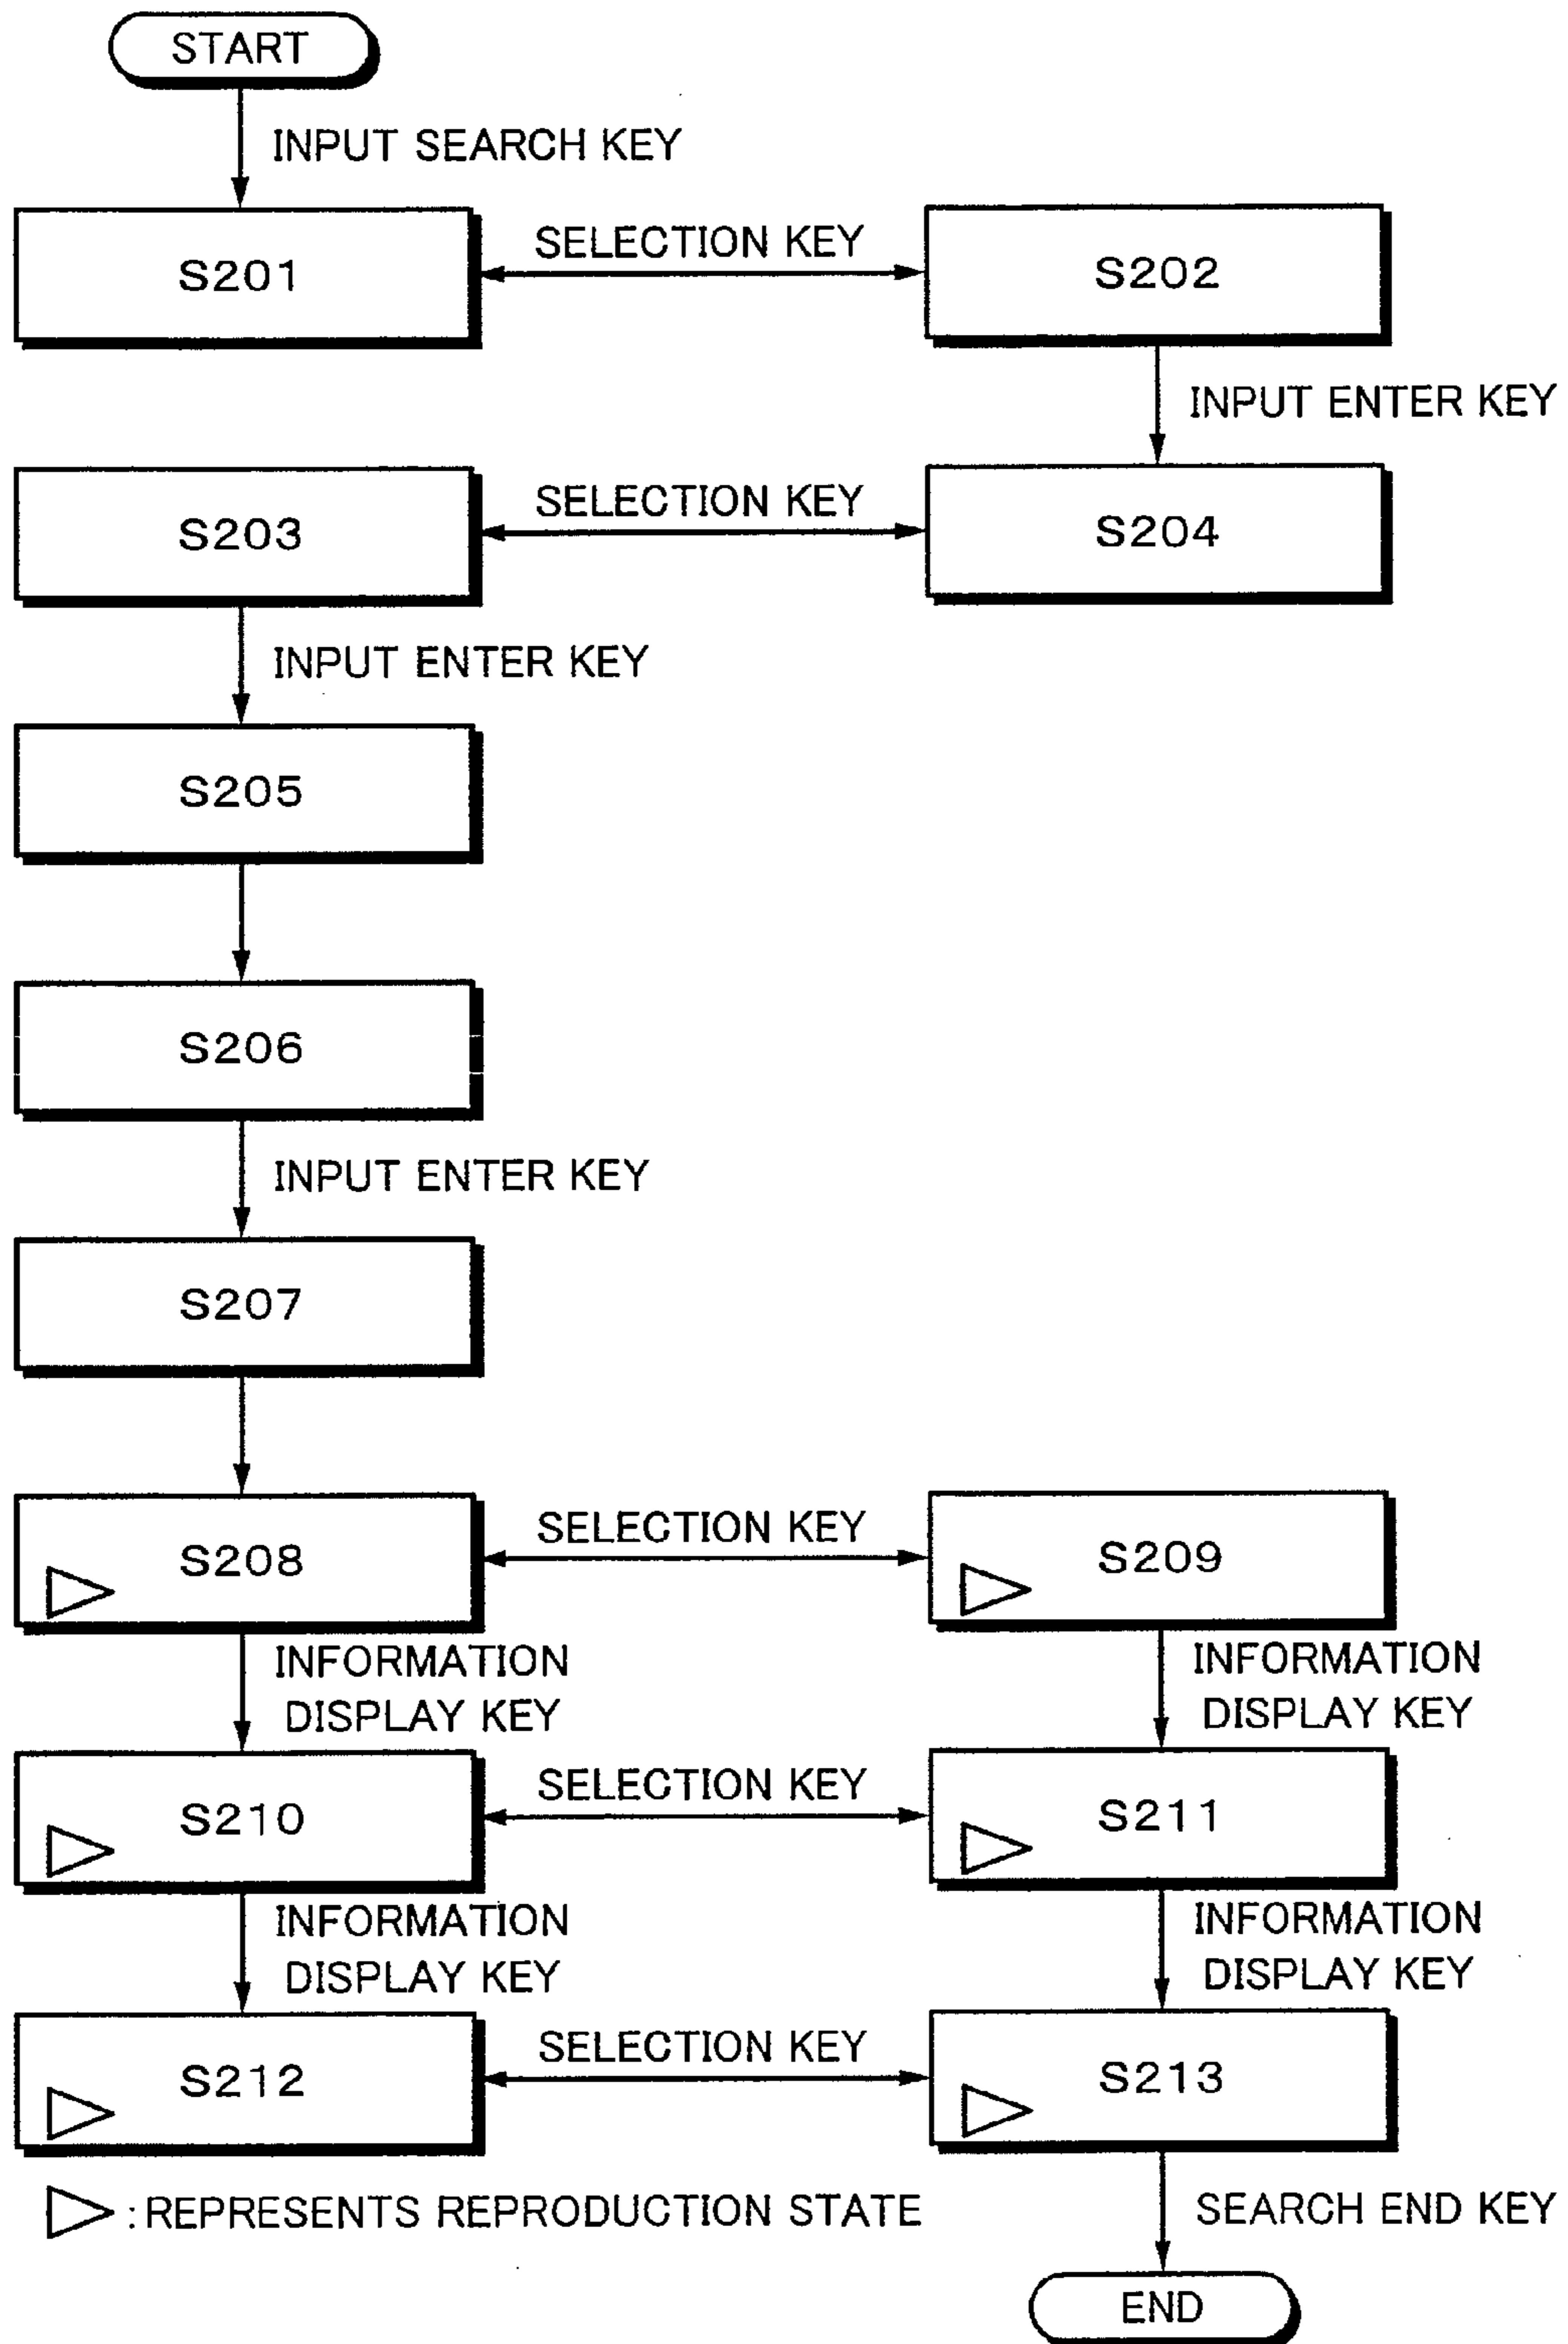 START
INPUT SEARCH KEY
S201
SELECTION KEY
S202
INPUT ENTER KEY
S203
SELECTION KEY
S204
INPUT ENTER KEY
S205
S206
INPUT ENTER KEY
S207
S208
SELECTION KEY
S209
INFORMATION
DISPLAY KEY
INFORMATION
DISPLAY KEY
S210
SELECTION KEY
S211
INFORMATION
DISPLAY KEY
INFORMATION
DISPLAY KEY
S212
SELECTION KEY
S213
: REPRESENTS REPRODUCTION STATE
SEARCH END KEY
END